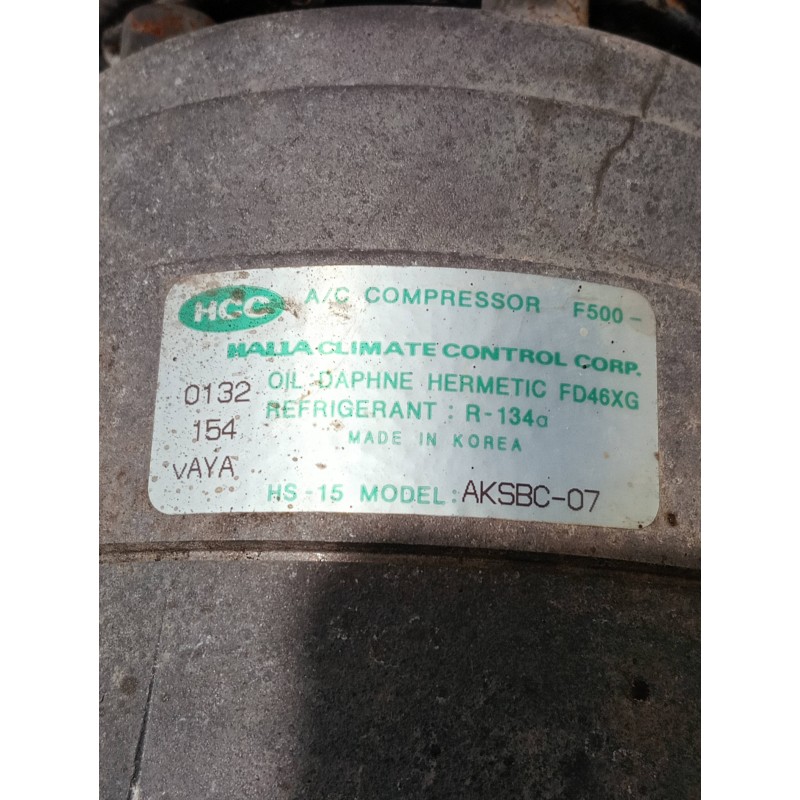 HCC A/C COMPRESSOR F500-
HALLA CLIMATE CONTROL CORP.
0132 OIL DAPHNE HERMETIC FD46XG
154 REFRIGERANT : R-134a
MADE IN KOREA
vAYA
HS-15 MODEL: AKSBC-07